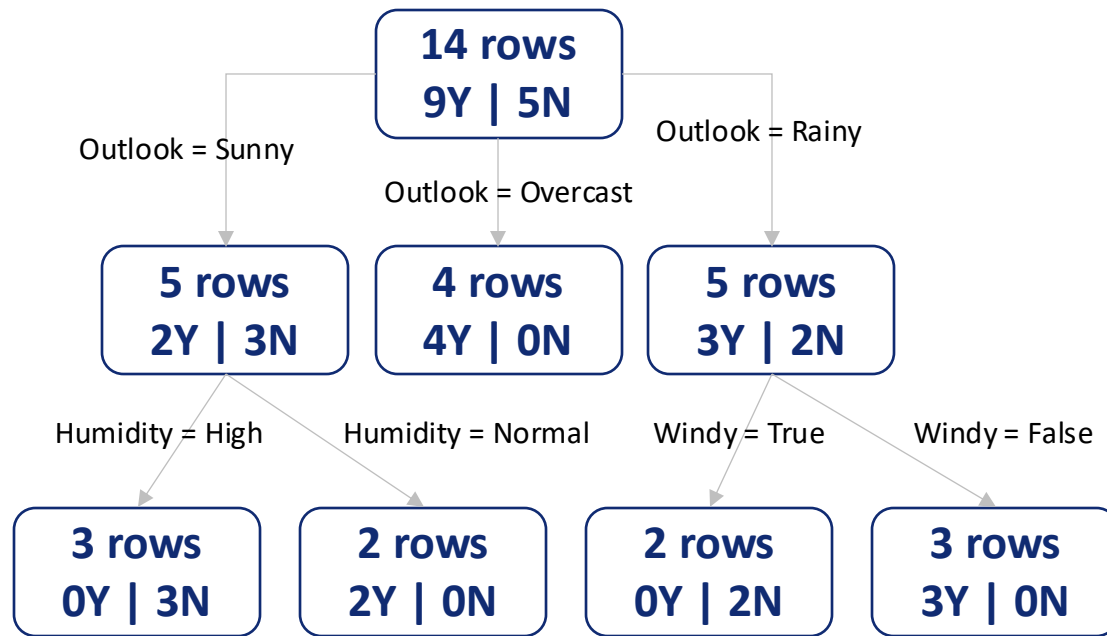 14 rows
9Y | 5N
Outlook = Sunny
Outlook = Overcast
Outlook = Rainy
5 rows
2Y | 3N
4 rows
4Y | 0N
5 rows
3Y | 2N
Humidity = High
Humidity = Normal
Windy = True
Windy = False
3 rows
0Y | 3N
2 rows
2Y | 0N
2 rows
0Y | 2N
3 rows
3Y | 0N